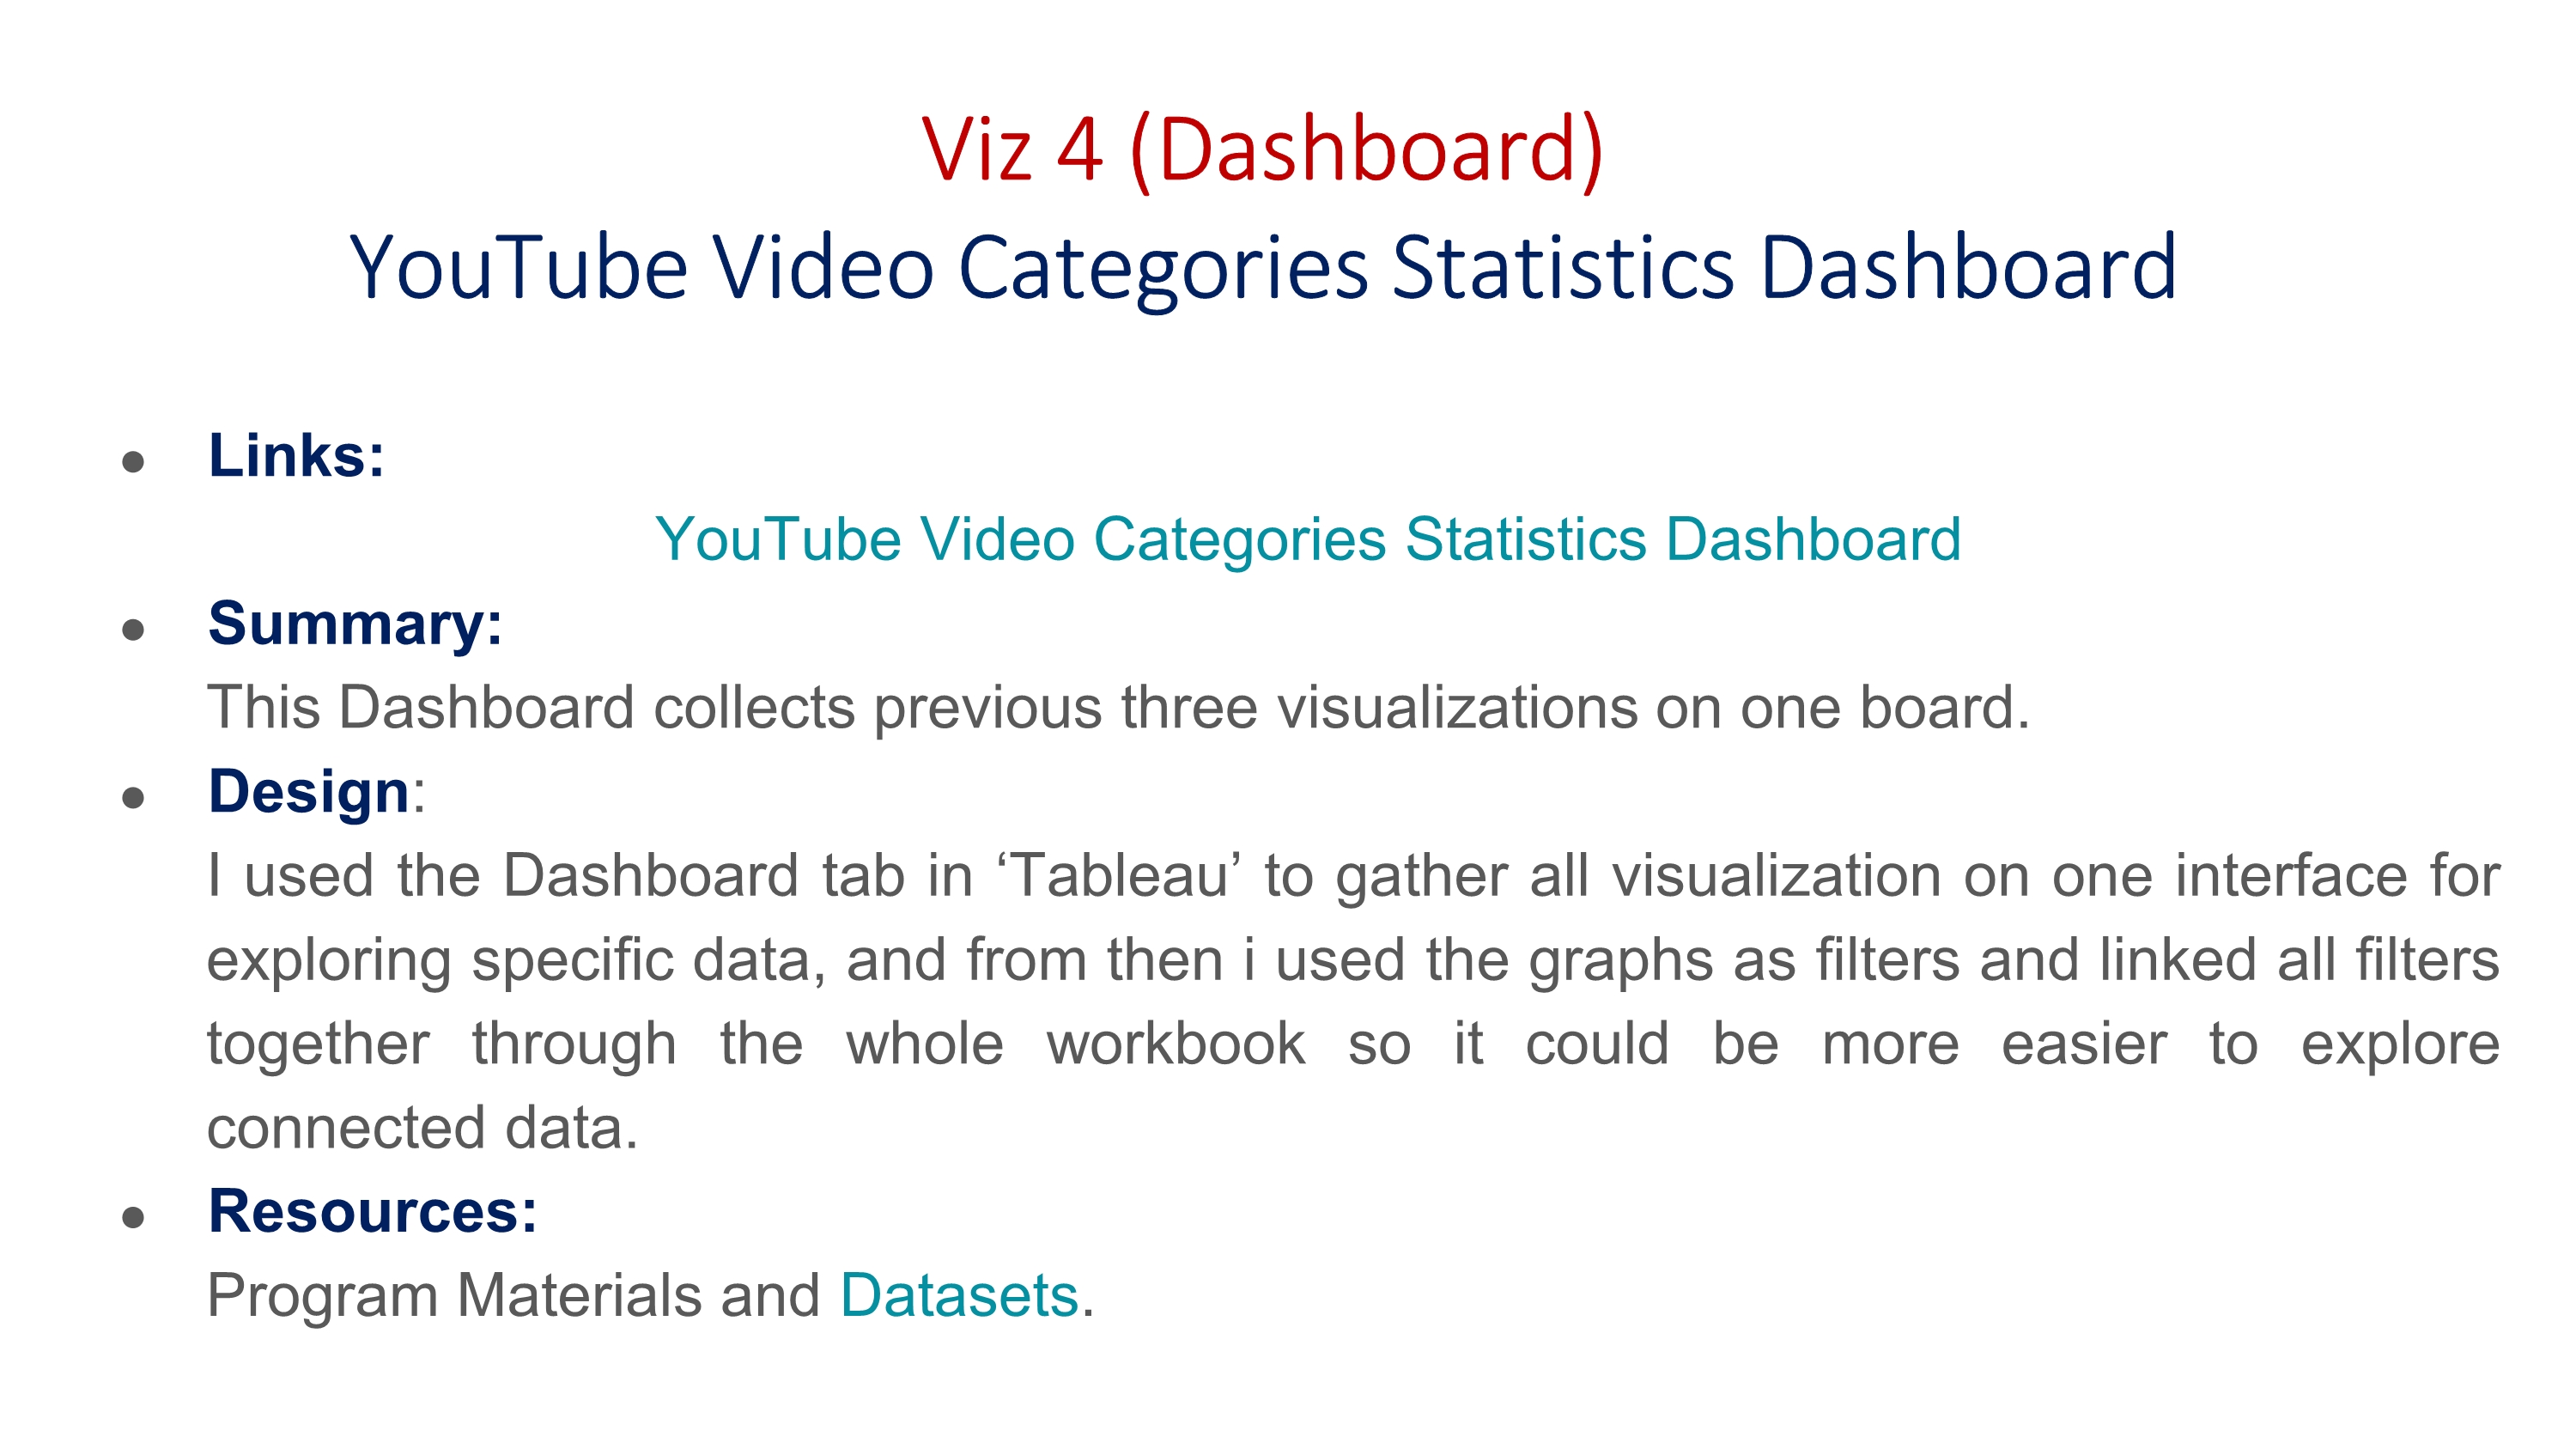 Viz 4 (Dashboard)
YouTube Video Categories Statistics Dashboard
● Links:
YouTube Video Categories Statistics Dashboard
● Summary:
This Dashboard collects previous three visualizations on one board.
● Design:
I used the Dashboard tab in ‘Tableau’ to gather all visualization on one interface for
exploring specific data, and from then i used the graphs as filters and linked all filters
together through the whole workbook so it could be more easier to explore
connected data.
● Resources:
Program Materials and Datasets.